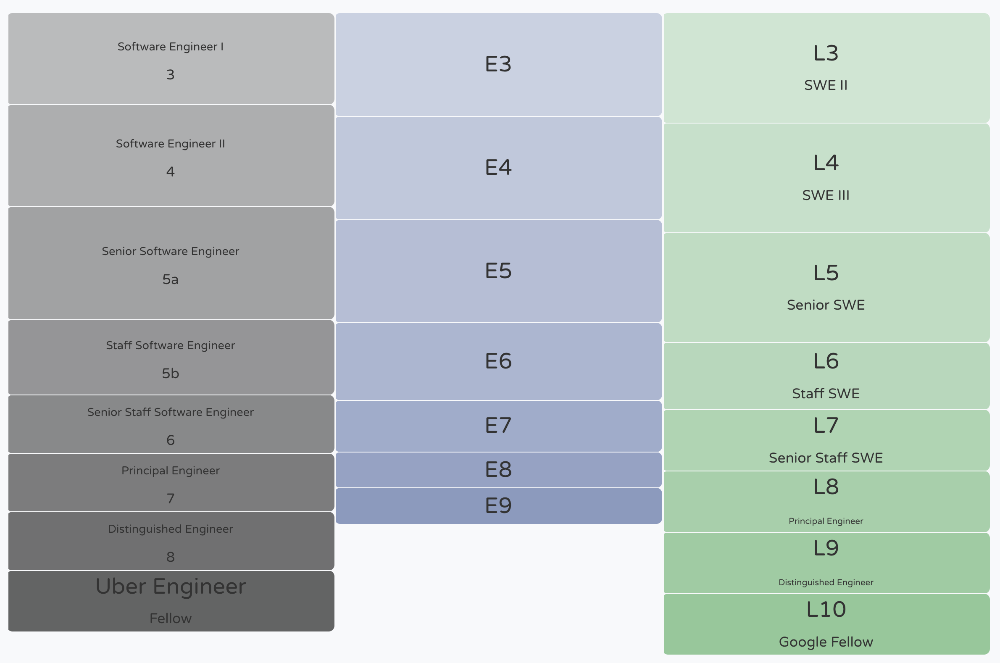 Software Engineer I
3
Software Engineer II
4
Senior Software Engineer
5a
Staff Software Engineer
5b
Senior Staff Software Engineer
6
Principal Engineer
7
Distinguished Engineer
8
Uber Engineer
Fellow
E3
E4
E5
E6
E7
E8
E9
L3
SWE II
L4
SWE III
L5
Senior SWE
L6
Staff SWE
L7
Senior Staff SWE
L8
Principal Engineer
L9
Distinguished Engineer
L10
Google Fellow